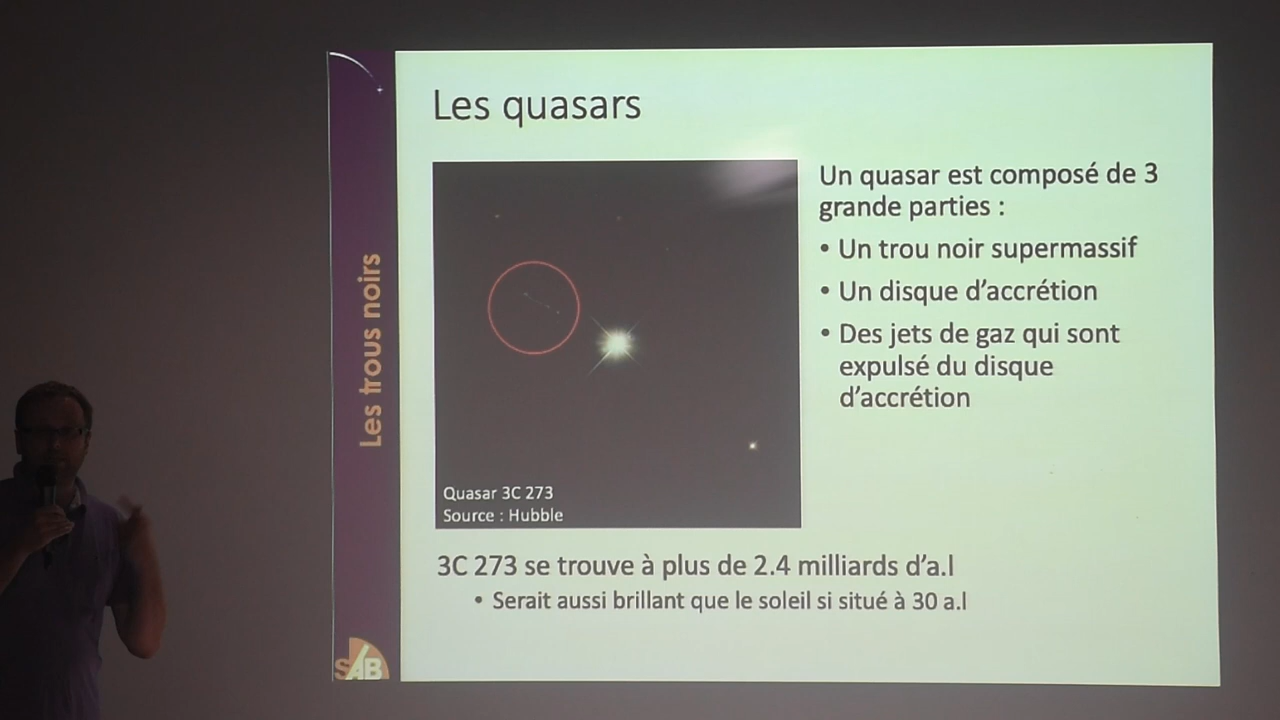 Les quasars
Un quasar est composé de 3
grande parties :
• Un trou noir supermassif
• Un disque d'accrétion
• Des jets de gaz qui sont
expulsé du disque
d'accrétion
Quasar 3C 273
Source : Hubble
3C 273 se trouve à plus de 2.4 milliards d'a.l
• Serait aussi brillant que le soleil si situé à 30 a.l
Les trous noirs
SAB